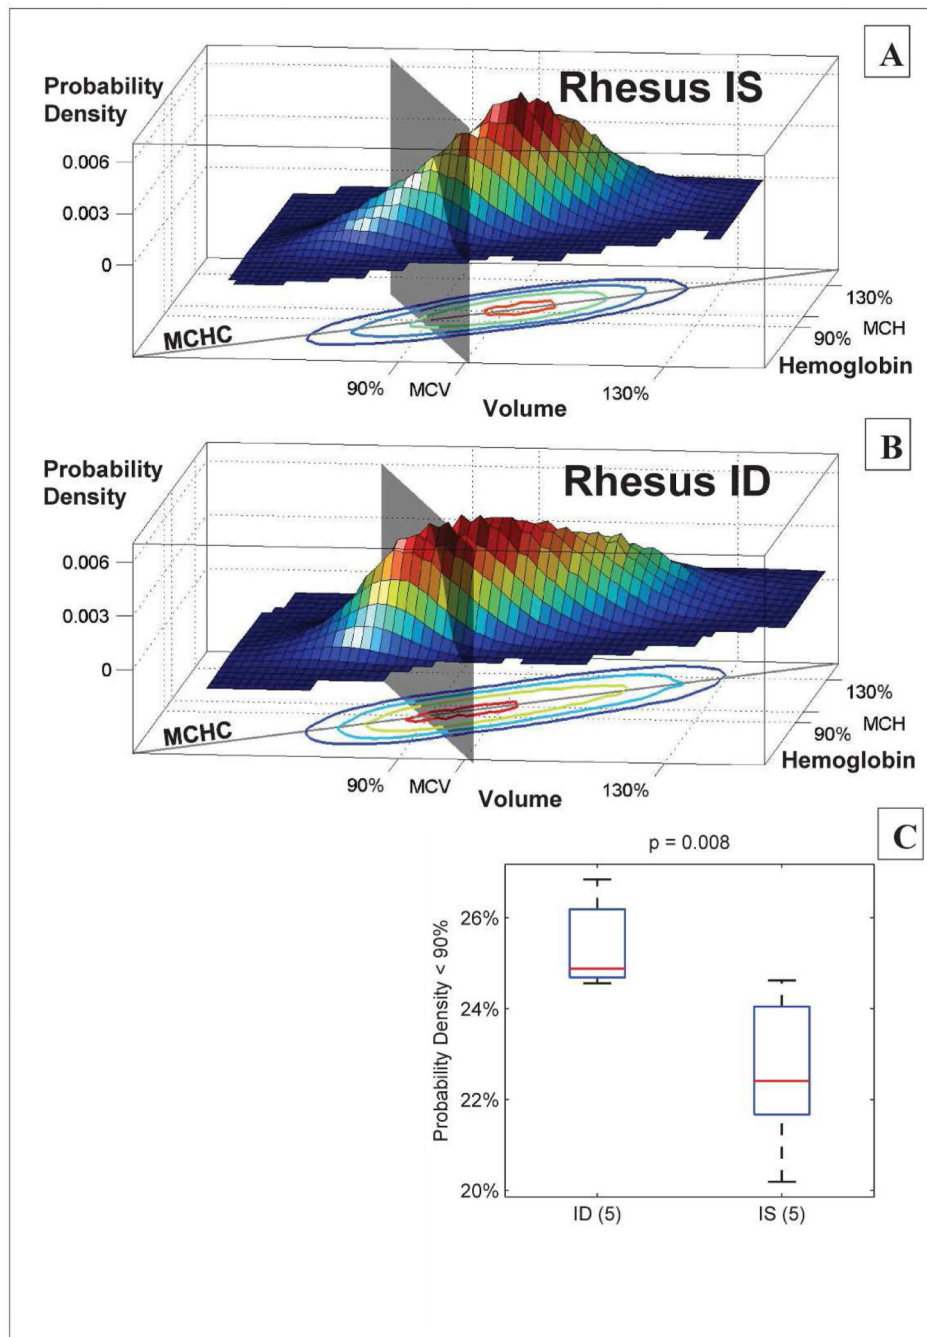 A
Rhesus IS
Probability
Density
0.006
0.003
0
MCHC
130%
90% MCH
Hemoglobin
90% MCV 130%
Volume
B
Rhesus ID
Probability
Density
0.006
0.003
0
MCHC
130%
90% MCH
Hemoglobin
90% MCV 130%
Volume
C
p = 0.008
Probability Density < 90%
26%
24%
22%
20%
ID (5) IS (5)